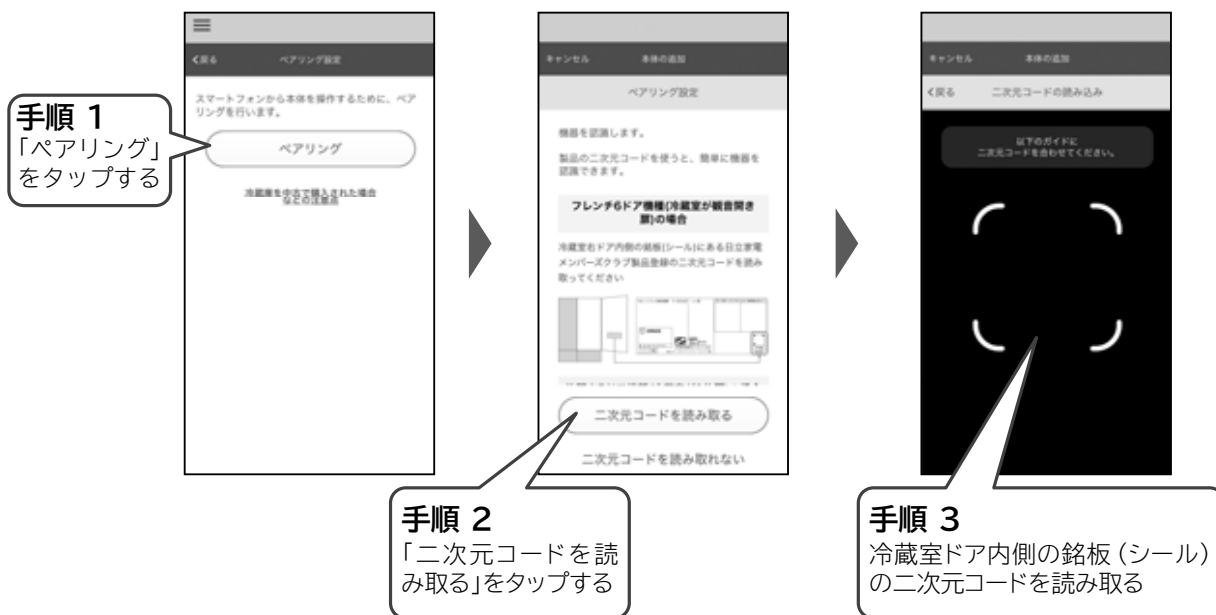 <戻る
ペアリング設定
スマートフォンから本体を操作するために、ペア
リングを行います。
ペアリング
冷蔵庫を中古で購入された場合
などの注意点
手順 1
「ペアリング」
をタップする
キャンセル
本体の追加
ペアリング設定
機器を認識します。
製品の二次元コードを使うと、簡単に機器を
認識できます。
フレンチ6ドア機種(冷蔵室が観音開き
扉)の場合
冷蔵室右ドア内側の銘板(シール)にある日立家電
メンバーズクラブ製品登録の二次元コードを読み
取ってください
二次元コードを読み取る
二次元コードを読み取れない
手順 2
「二次元コードを読
み取る」をタップする
キャンセル
本体の追加
<戻る
二次元コードの読み込み
以下のガイドに
二次元コードを合わせてください。
手順 3
冷蔵室ドア内側の銘板 (シール)
の二次元コードを読み取る